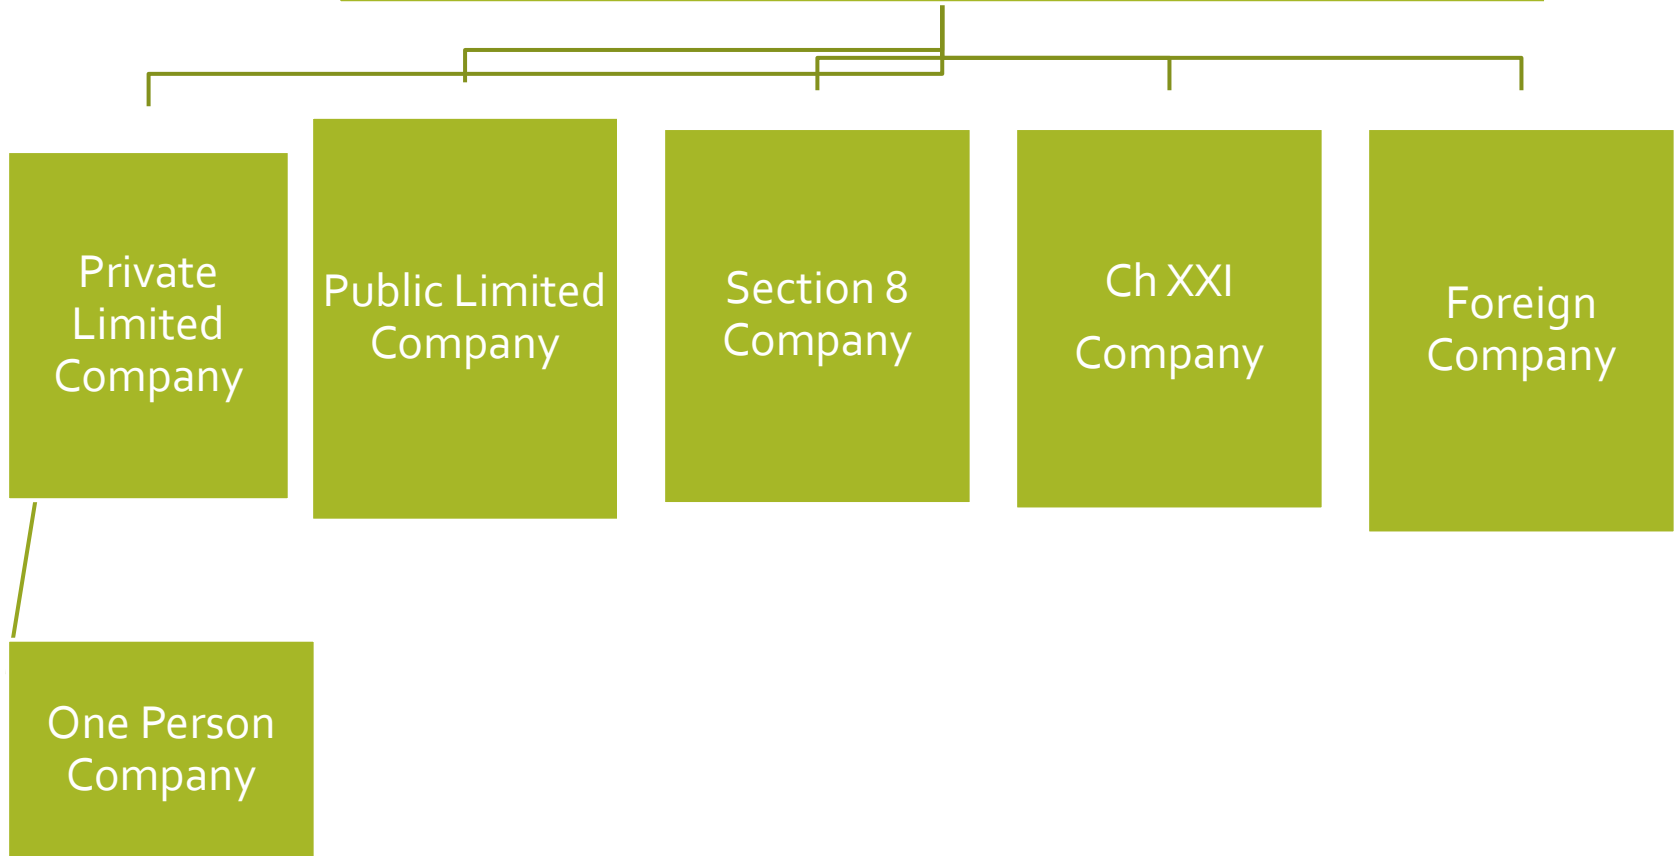 Private
Limited
Company
Public Limited
Company
Section 8
Company
Ch XXI
Company
Foreign
Company
One Person
Company